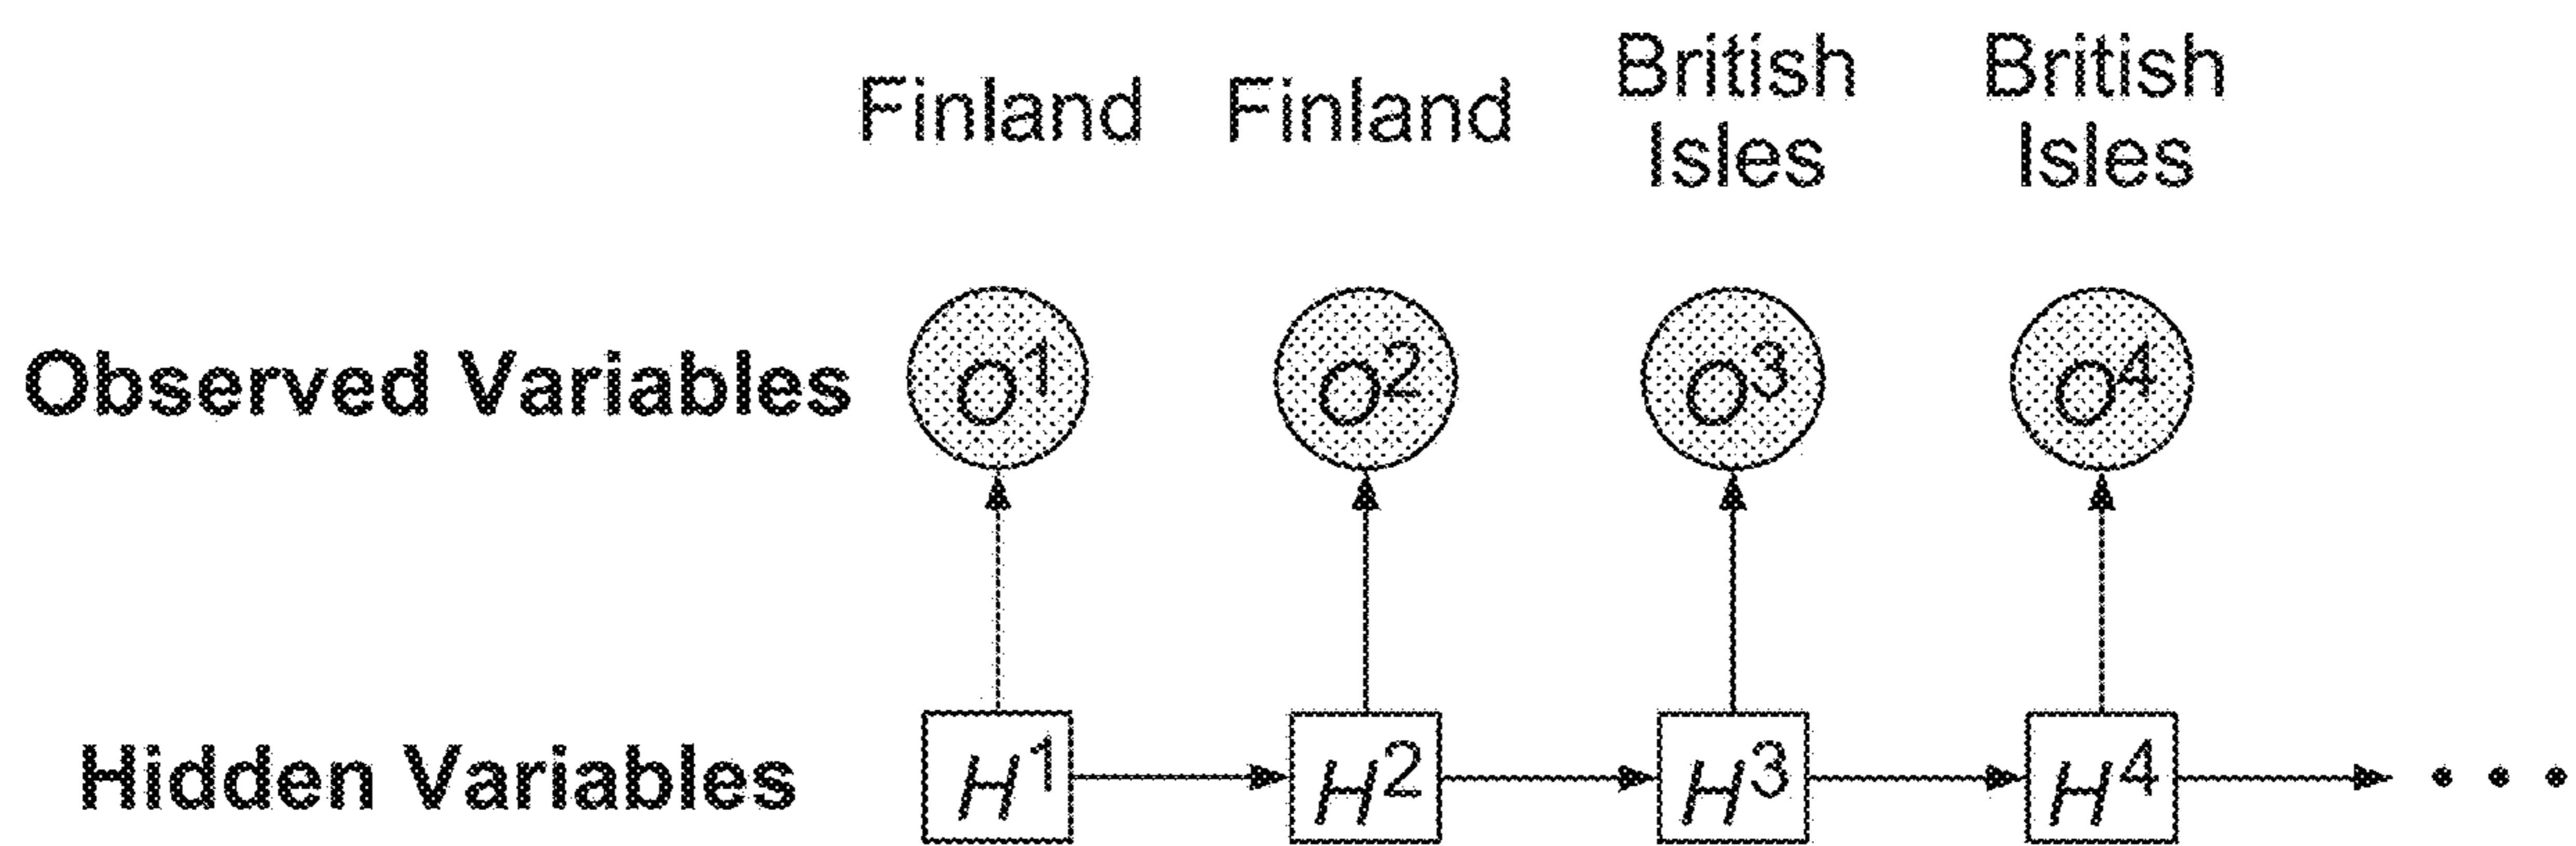 Finland Finland British Isles British Isles
Observed Variables O¹ O² O³ O⁴
Hidden Variables H¹ H² H³ H⁴ • • •